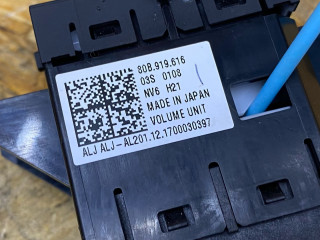 80B.919.616
03S 0108
NV6 H21
MADE IN JAPAN
VOLUME UNIT
ALJ ALJ-AL201.12.1700030397